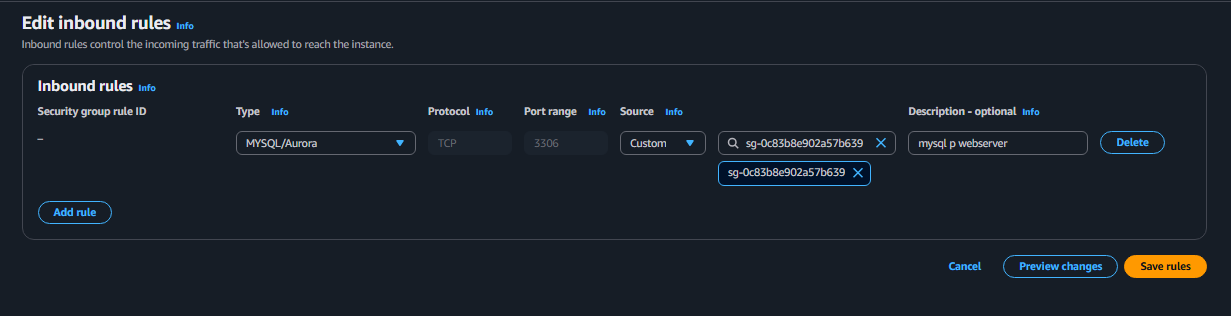 Edit inbound rules Info
Inbound rules control the incoming traffic that's allowed to reach the instance.
Inbound rules Info
Security group rule ID Type Info Protocol Info Port range Info Source Info Description - optional Info
– MYSQL/Aurora TCP 3306 Custom sg-0c83b8e902a57b639 mysql p webserver Delete
sg-0c83b8e902a57b639
Add rule
Cancel Preview changes Save rules